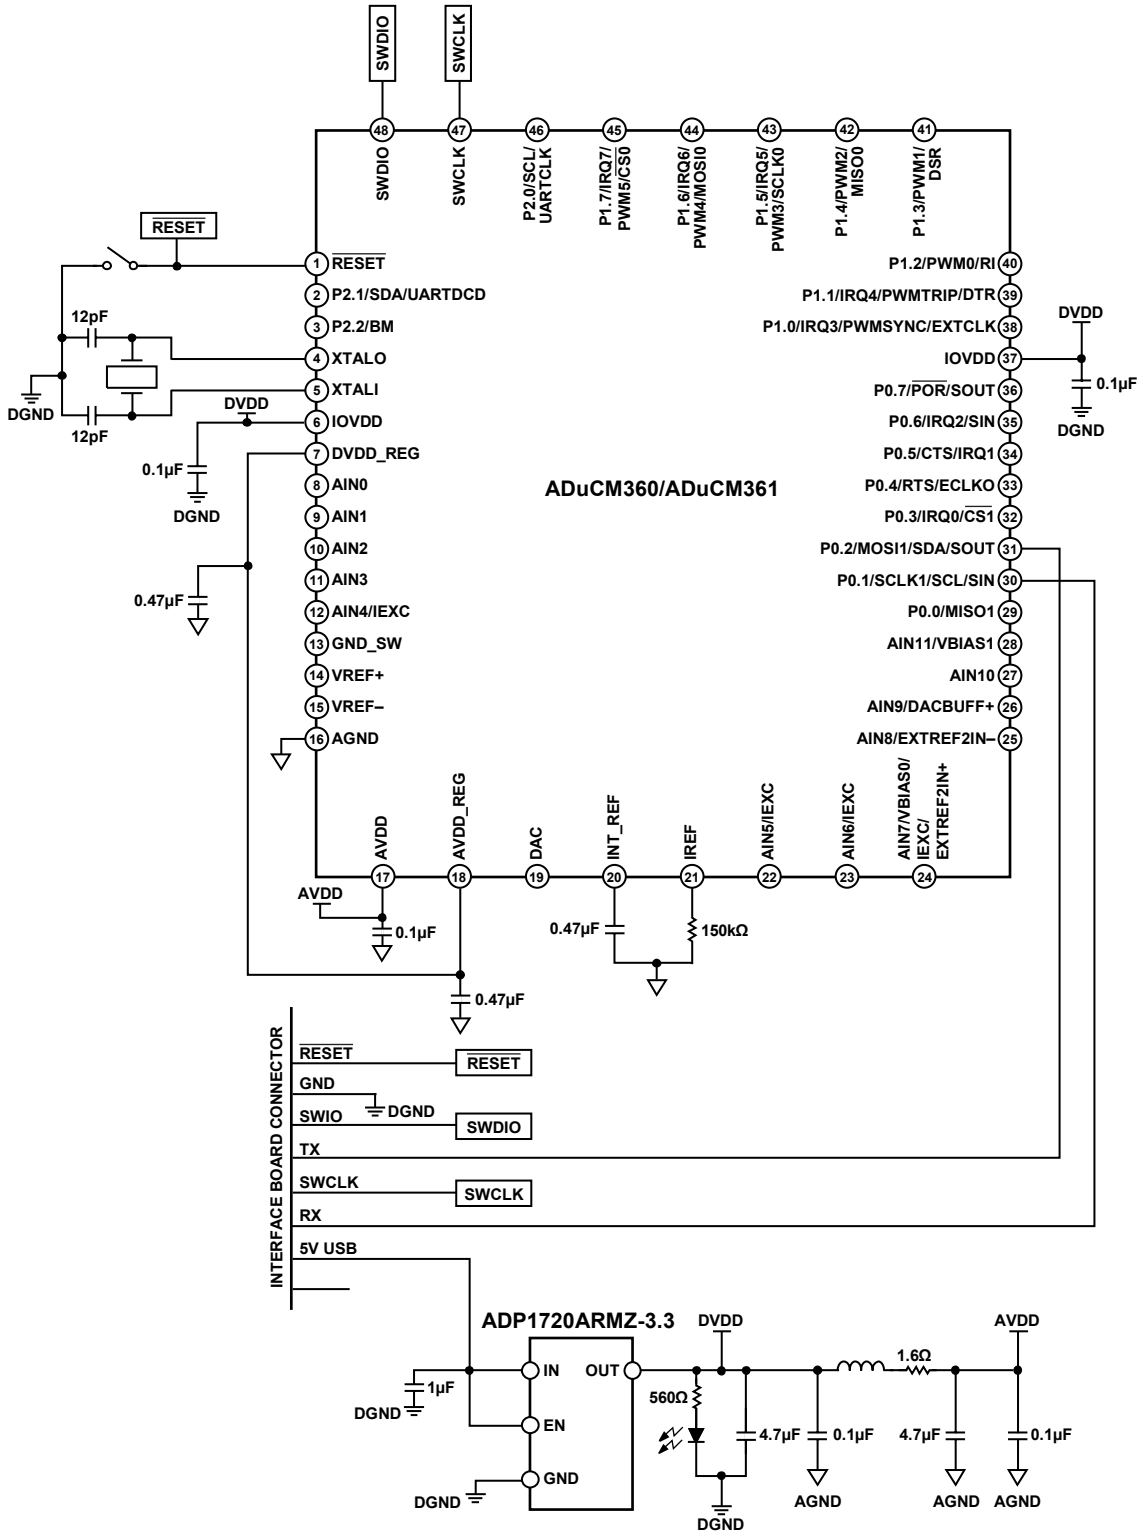 SWDIO
SWCLK
48
47
46
45
44
43
42
41
SWDIO
SWCLK
P2.0/SCL/
UARTCLK
P1.7/IRQ7/
PWM5/CS0
P1.6/IRQ6/
PWM4/MOSI0
P1.5/IRQ5/
PWM3/SCLK0
P1.4/PWM2/
MISO0
P1.3/PWM1/
DSR
RESET
12pF
DGND
12pF
DVDD
0.1µF
DGND
0.47µF
1 RESET
2 P2.1/SDA/UARTDCD
3 P2.2/BM
4 XTALO
5 XTALI
6 IOVDD
7 DVDD_REG
8 AIN0
9 AIN1
10 AIN2
11 AIN3
12 AIN4/IEXC
13 GND_SW
14 VREF+
15 VREF–
16 AGND
ADuCM360/ADuCM361
P1.2/PWM0/RI 40
P1.1/IRQ4/PWMTRIP/DTR 39
P1.0/IRQ3/PWMSYNC/EXTCLK 38
IOVDD 37
P0.7/POR/SOUT 36
P0.6/IRQ2/SIN 35
P0.5/CTS/IRQ1 34
P0.4/RTS/ECLKO 33
P0.3/IRQ0/CS1 32
P0.2/MOSI1/SDA/SOUT 31
P0.1/SCLK1/SCL/SIN 30
P0.0/MISO1 29
AIN11/VBIAS1 28
AIN10 27
AIN9/DACBUFF+ 26
AIN8/EXTREF2IN– 25
DVDD
0.1µF
DGND
AVDD
AVDD_REG
DAC
INT_REF
IREF
AIN5/IEXC
AIN6/IEXC
AIN7/VBIAS0/
IEXC/
EXTREF2IN+
17
18
19
20
21
22
23
24
AVDD
0.1µF
0.47µF
150kΩ
0.47µF
INTERFACE BOARD CONNECTOR
RESET
RESET
GND
DGND
SWIO
SWDIO
TX
SWCLK
SWCLK
RX
5V USB
ADP1720ARMZ-3.3
DVDD
AVDD
IN
OUT
1.6Ω
1µF
DGND
560Ω
EN
4.7µF
0.1µF
4.7µF
0.1µF
GND
DGND
AGND
AGND
AGND
DGND